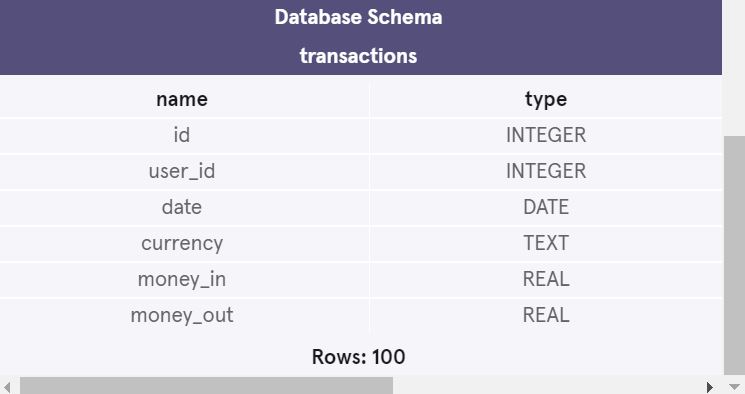 Database Schema
transactions
name type
id INTEGER
user_id INTEGER
date DATE
currency TEXT
money_in REAL
money_out REAL
Rows: 100